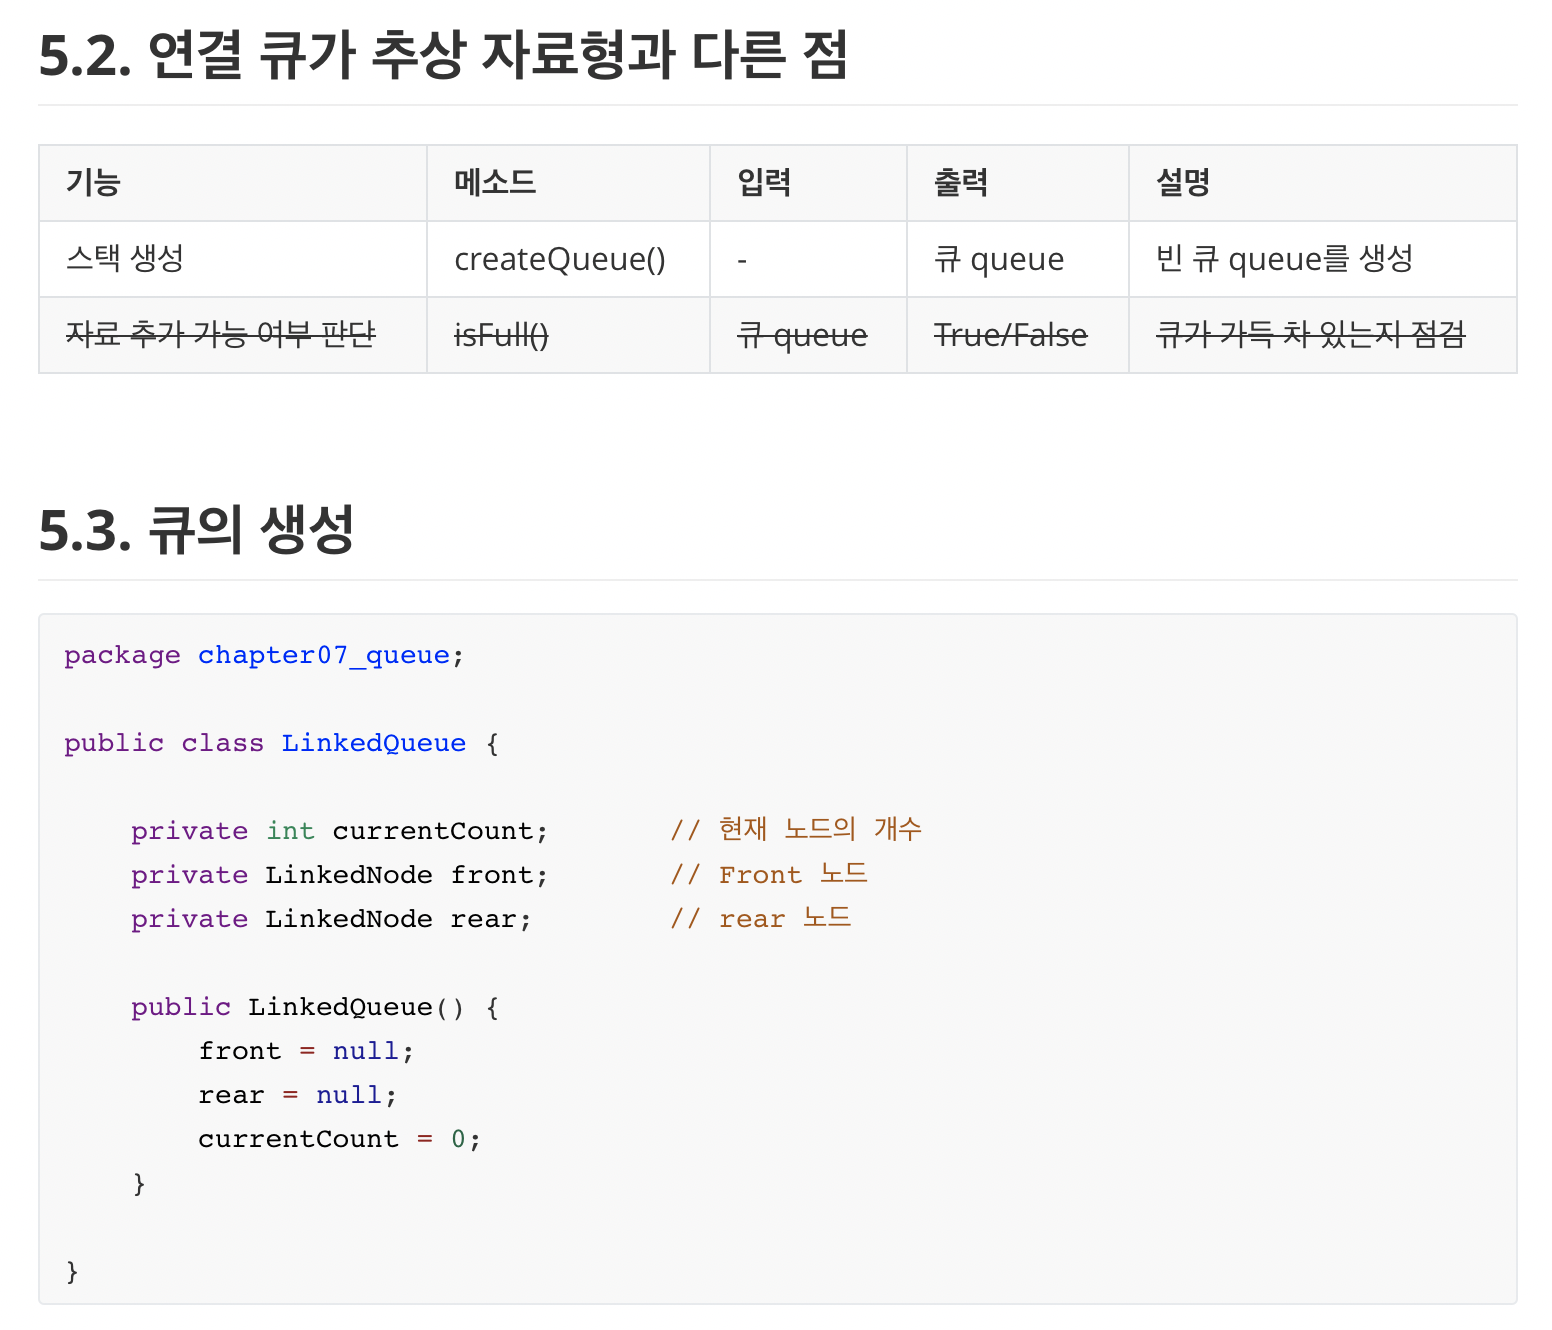 5.2. 연결 큐가 추상 자료형과 다른 점
기능 메소드 입력 출력 설명
스택 생성 createQueue() - 큐 queue 빈 큐 queue를 생성
자료 추가 가능 여부 판단 isFull() 큐 queue True/False 큐가 가득 차 있는지 점검
5.3. 큐의 생성
package chapter07_queue;
public class LinkedQueue {
    private int currentCount;       // 현재 노드의 개수
    private LinkedNode front;       // Front 노드
    private LinkedNode rear;        // rear 노드
    public LinkedQueue() {
        front = null;
        rear = null;
        currentCount = 0;
    }
}